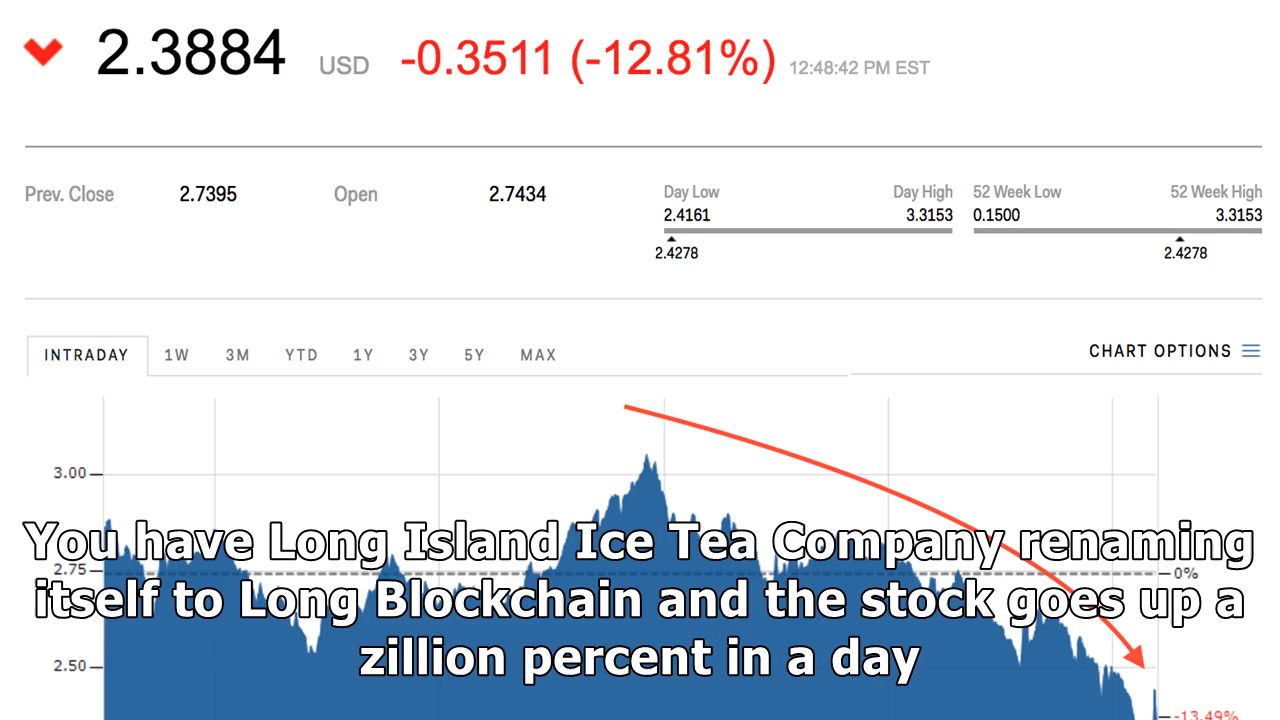 2.3884 USD -0.3511 (-12.81%) 12:48:42 PM EST
Prev. Close 2.7395 Open 2.7434
Day Low Day High 52 Week Low 52 Week High
2.4161 3.3153 0.1500 3.3153
2.4278 2.4278
INTRADAY 1W 3M YTD 1Y 3Y 5Y MAX CHART OPTIONS
3.00
You have Long Island Ice Tea Company renaming
2.75 0%
itself to Long Blockchain and the stock goes up a
zillion percent in a day
2.50
-13.49%